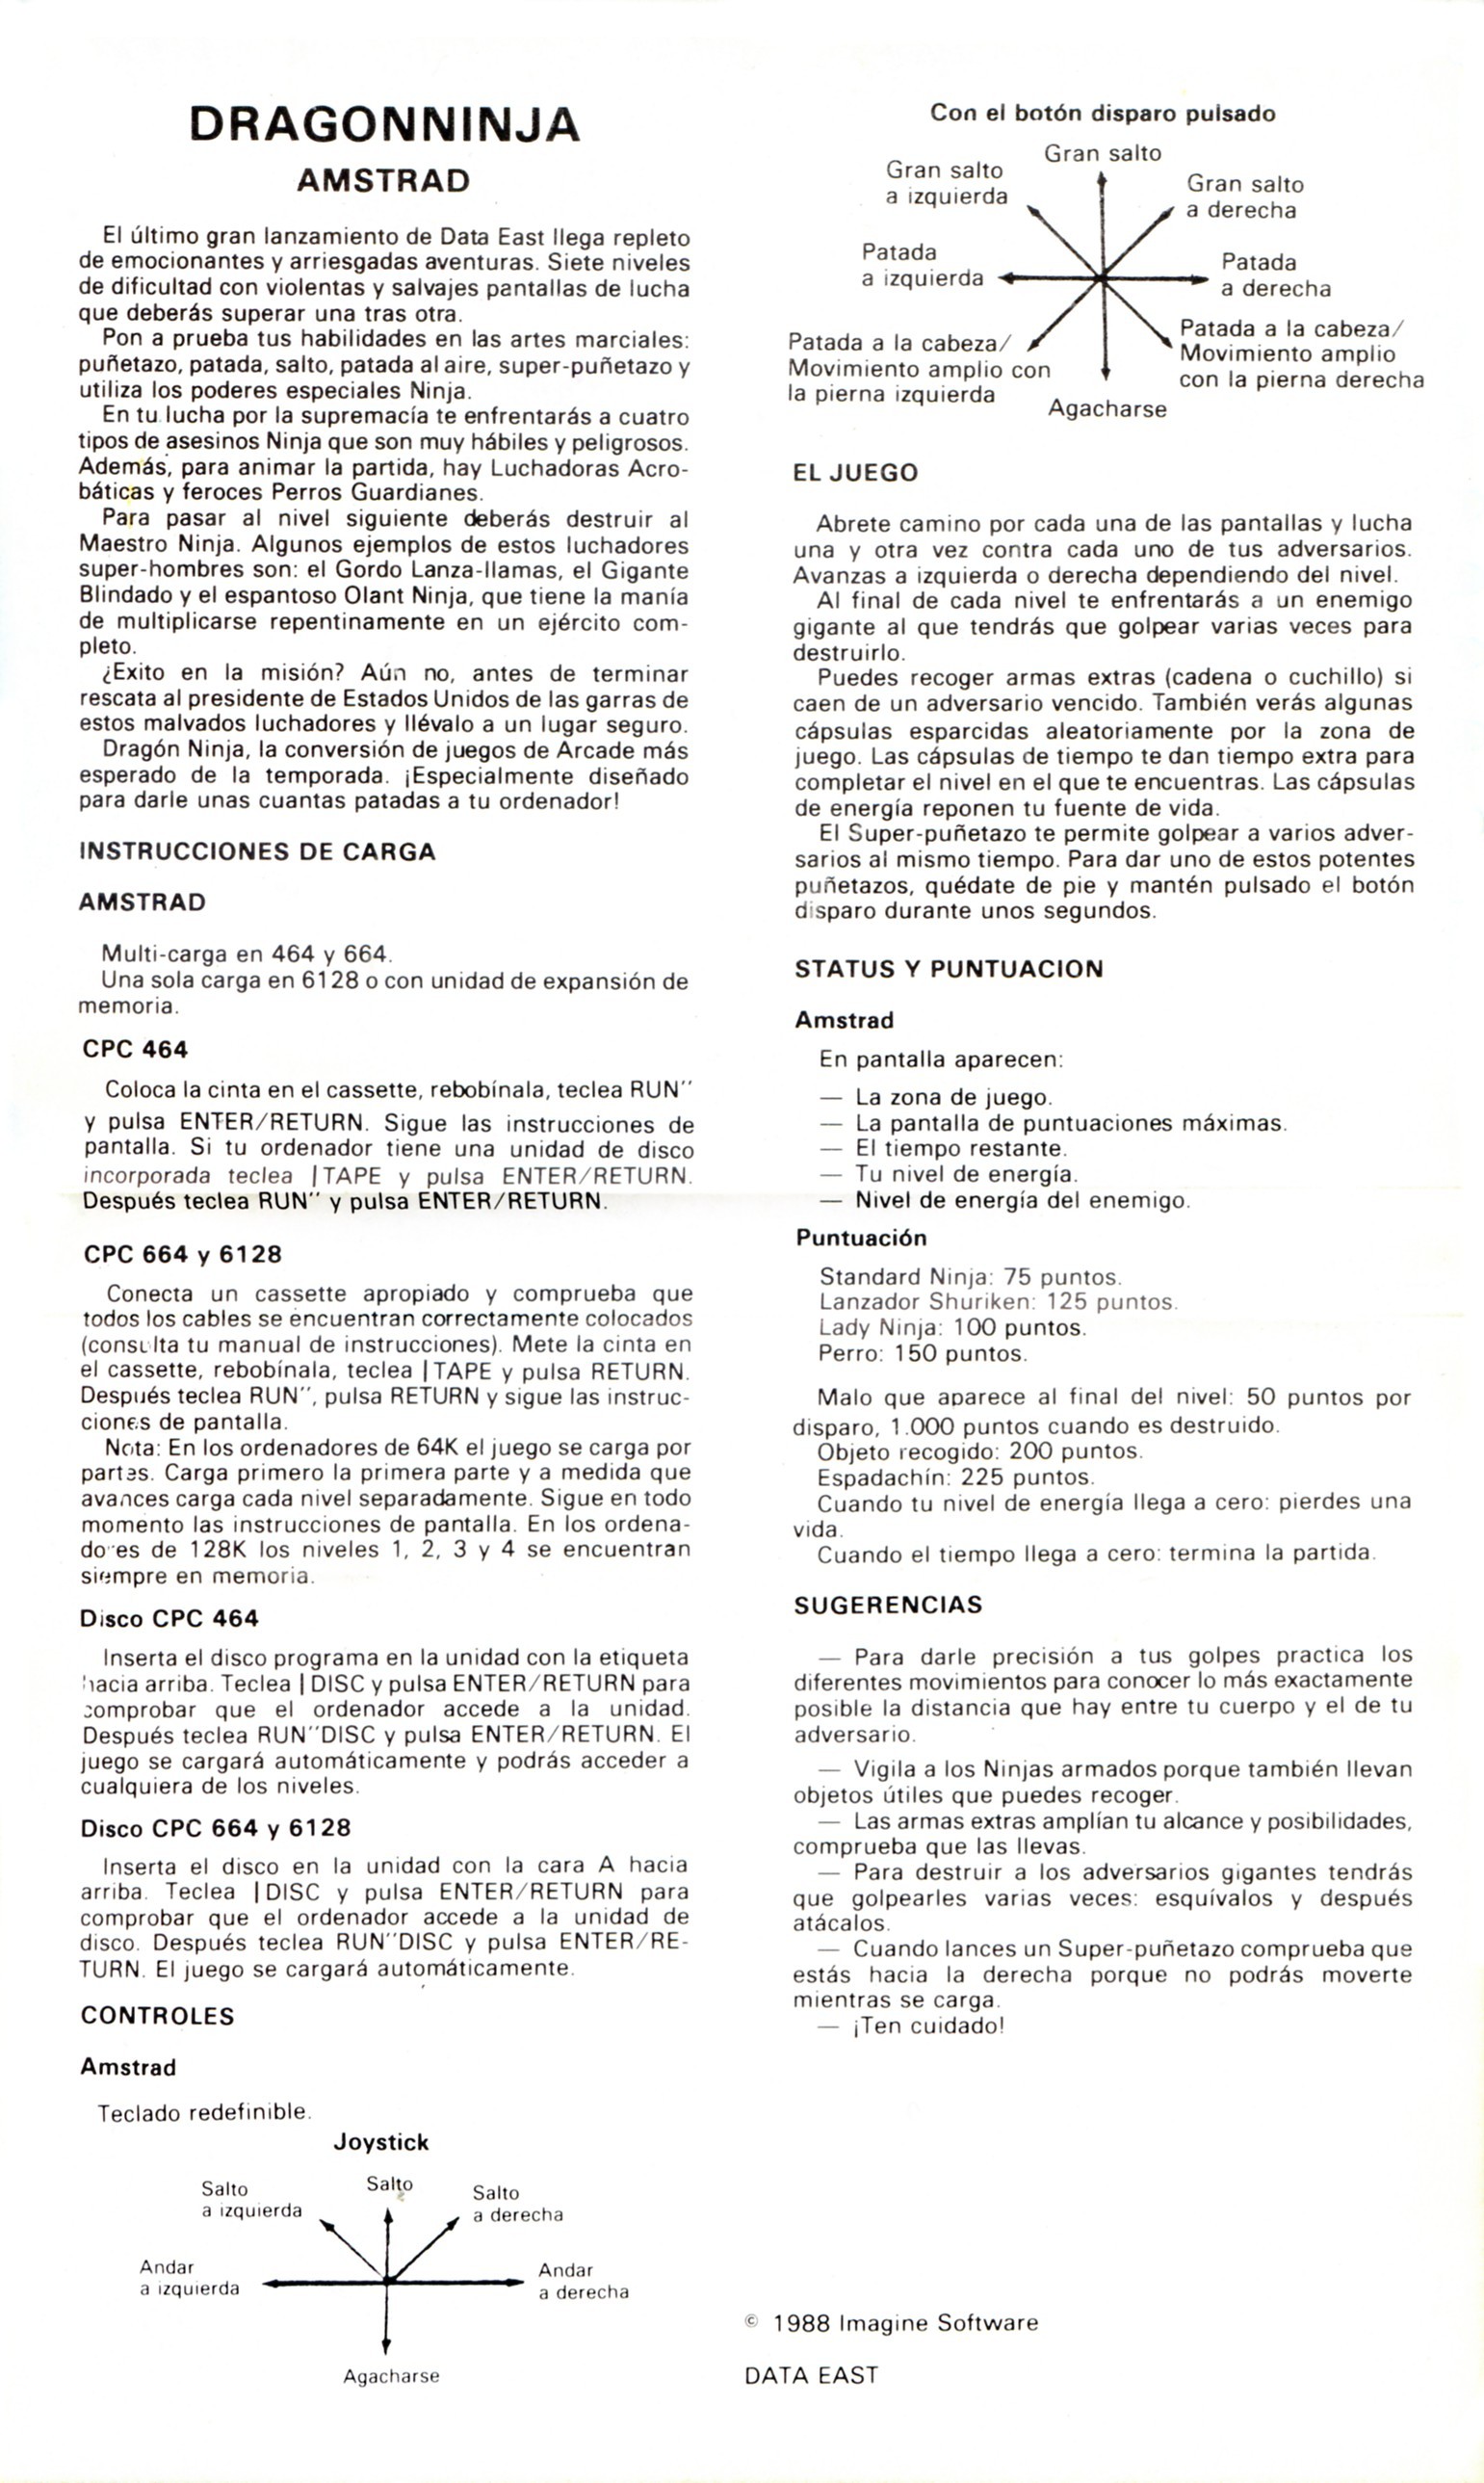 DRAGONNINJA
AMSTRAD
El último gran lanzamiento de Data East llega repleto
de emocionantes y arriesgadas aventuras. Siete niveles
de dificultad con violentas y salvajes pantallas de lucha
que deberás superar una tras otra.
Pon a prueba tus habilidades en las artes marciales:
puñetazo, patada, salto, patada al aire, super-puñetazo y
utiliza los poderes especiales Ninja.
En tu lucha por la supremacía te enfrentarás a cuatro
tipos de asesinos Ninja que son muy hábiles y peligrosos.
Además, para animar la partida, hay Luchadoras Acro-
báticas y feroces Perros Guardianes.
Para pasar al nivel siguiente deberás destruir al
Maestro Ninja. Algunos ejemplos de estos luchadores
super-hombres son: el Gordo Lanza-llamas, el Gigante
Blindado y el espantoso Olant Ninja, que tiene la manía
de multiplicarse repentinamente en un ejército com-
pleto.
¿Exito en la misión? Aún no, antes de terminar
rescata al presidente de Estados Unidos de las garras de
estos malvados luchadores y llévalo a un lugar seguro.
Dragón Ninja, la conversión de juegos de Arcade más
esperado de la temporada. ¡Especialmente diseñado
para darle unas cuantas patadas a tu ordenador!
INSTRUCCIONES DE CARGA
AMSTRAD
Multi-carga en 464 y 664.
Una sola carga en 6128 o con unidad de expansión de
memoria.
CPC 464
Coloca la cinta en el cassette, rebobínala, teclea RUN''
y pulsa ENTER/RETURN. Sigue las instrucciones de
pantalla. Si tu ordenador tiene una unidad de disco
incorporada teclea |TAPE y pulsa ENTER/RETURN.
Después teclea RUN'' y pulsa ENTER/RETURN.
CPC 664 y 6128
Conecta un cassette apropiado y comprueba que
todos los cables se encuentran correctamente colocados
(consulta tu manual de instrucciones). Mete la cinta en
el cassette, rebobínala, teclea |TAPE y pulsa RETURN.
Después teclea RUN'', pulsa RETURN y sigue las instruc-
ciones de pantalla.
Nota: En los ordenadores de 64K el juego se carga por
partes. Carga primero la primera parte y a medida que
avances carga cada nivel separadamente. Sigue en todo
momento las instrucciones de pantalla. En los ordena-
dores de 128K los niveles 1, 2, 3 y 4 se encuentran
siempre en memoria.
Disco CPC 464
Inserta el disco programa en la unidad con la etiqueta
hacia arriba. Teclea | DISC y pulsa ENTER/RETURN para
comprobar que el ordenador accede a la unidad.
Después teclea RUN''DISC y pulsa ENTER/RETURN. El
juego se cargará automáticamente y podrás acceder a
cualquiera de los niveles.
Disco CPC 664 y 6128
Inserta el disco en la unidad con la cara A hacia
arriba. Teclea |DISC y pulsa ENTER/RETURN para
comprobar que el ordenador accede a la unidad de
disco. Después teclea RUN''DISC y pulsa ENTER/RE-
TURN. El juego se cargará automáticamente.
CONTROLES
Amstrad
Teclado redefinible.
Joystick
Salto
a izquierda
Salto
Salto
a derecha
Andar
a izquierda
Andar
a derecha
Agacharse
Con el botón disparo pulsado
Gran salto
a izquierda
Gran salto
Gran salto
a derecha
Patada
a izquierda
Patada
a derecha
Patada a la cabeza/
Movimiento amplio con
la pierna izquierda
Patada a la cabeza/
Movimiento amplio
con la pierna derecha
Agacharse
EL JUEGO
Abrete camino por cada una de las pantallas y lucha
una y otra vez contra cada uno de tus adversarios.
Avanzas a izquierda o derecha dependiendo del nivel.
Al final de cada nivel te enfrentarás a un enemigo
gigante al que tendrás que golpear varias veces para
destruirlo.
Puedes recoger armas extras (cadena o cuchillo) si
caen de un adversario vencido. También verás algunas
cápsulas esparcidas aleatoriamente por la zona de
juego. Las cápsulas de tiempo te dan tiempo extra para
completar el nivel en el que te encuentras. Las cápsulas
de energía reponen tu fuente de vida.
El Super-puñetazo te permite golpear a varios adver-
sarios al mismo tiempo. Para dar uno de estos potentes
puñetazos, quédate de pie y mantén pulsado el botón
disparo durante unos segundos.
STATUS Y PUNTUACION
Amstrad
En pantalla aparecen:
— La zona de juego.
— La pantalla de puntuaciones máximas.
— El tiempo restante.
— Tu nivel de energía.
— Nivel de energía del enemigo.
Puntuación
Standard Ninja: 75 puntos.
Lanzador Shuriken: 125 puntos.
Lady Ninja: 100 puntos.
Perro: 150 puntos.
Malo que aparece al final del nivel: 50 puntos por
disparo, 1.000 puntos cuando es destruido.
Objeto recogido: 200 puntos.
Espadachín: 225 puntos.
Cuando tu nivel de energía llega a cero: pierdes una
vida.
Cuando el tiempo llega a cero: termina la partida.
SUGERENCIAS
— Para darle precisión a tus golpes practica los
diferentes movimientos para conocer lo más exactamente
posible la distancia que hay entre tu cuerpo y el de tu
adversario.
— Vigila a los Ninjas armados porque también llevan
objetos útiles que puedes recoger.
— Las armas extras amplían tu alcance y posibilidades,
comprueba que las llevas.
— Para destruir a los adversarios gigantes tendrás
que golpearles varias veces: esquívalos y después
atácalos.
— Cuando lances un Super-puñetazo comprueba que
estás hacia la derecha porque no podrás moverte
mientras se carga.
— ¡Ten cuidado!
© 1988 Imagine Software
DATA EAST